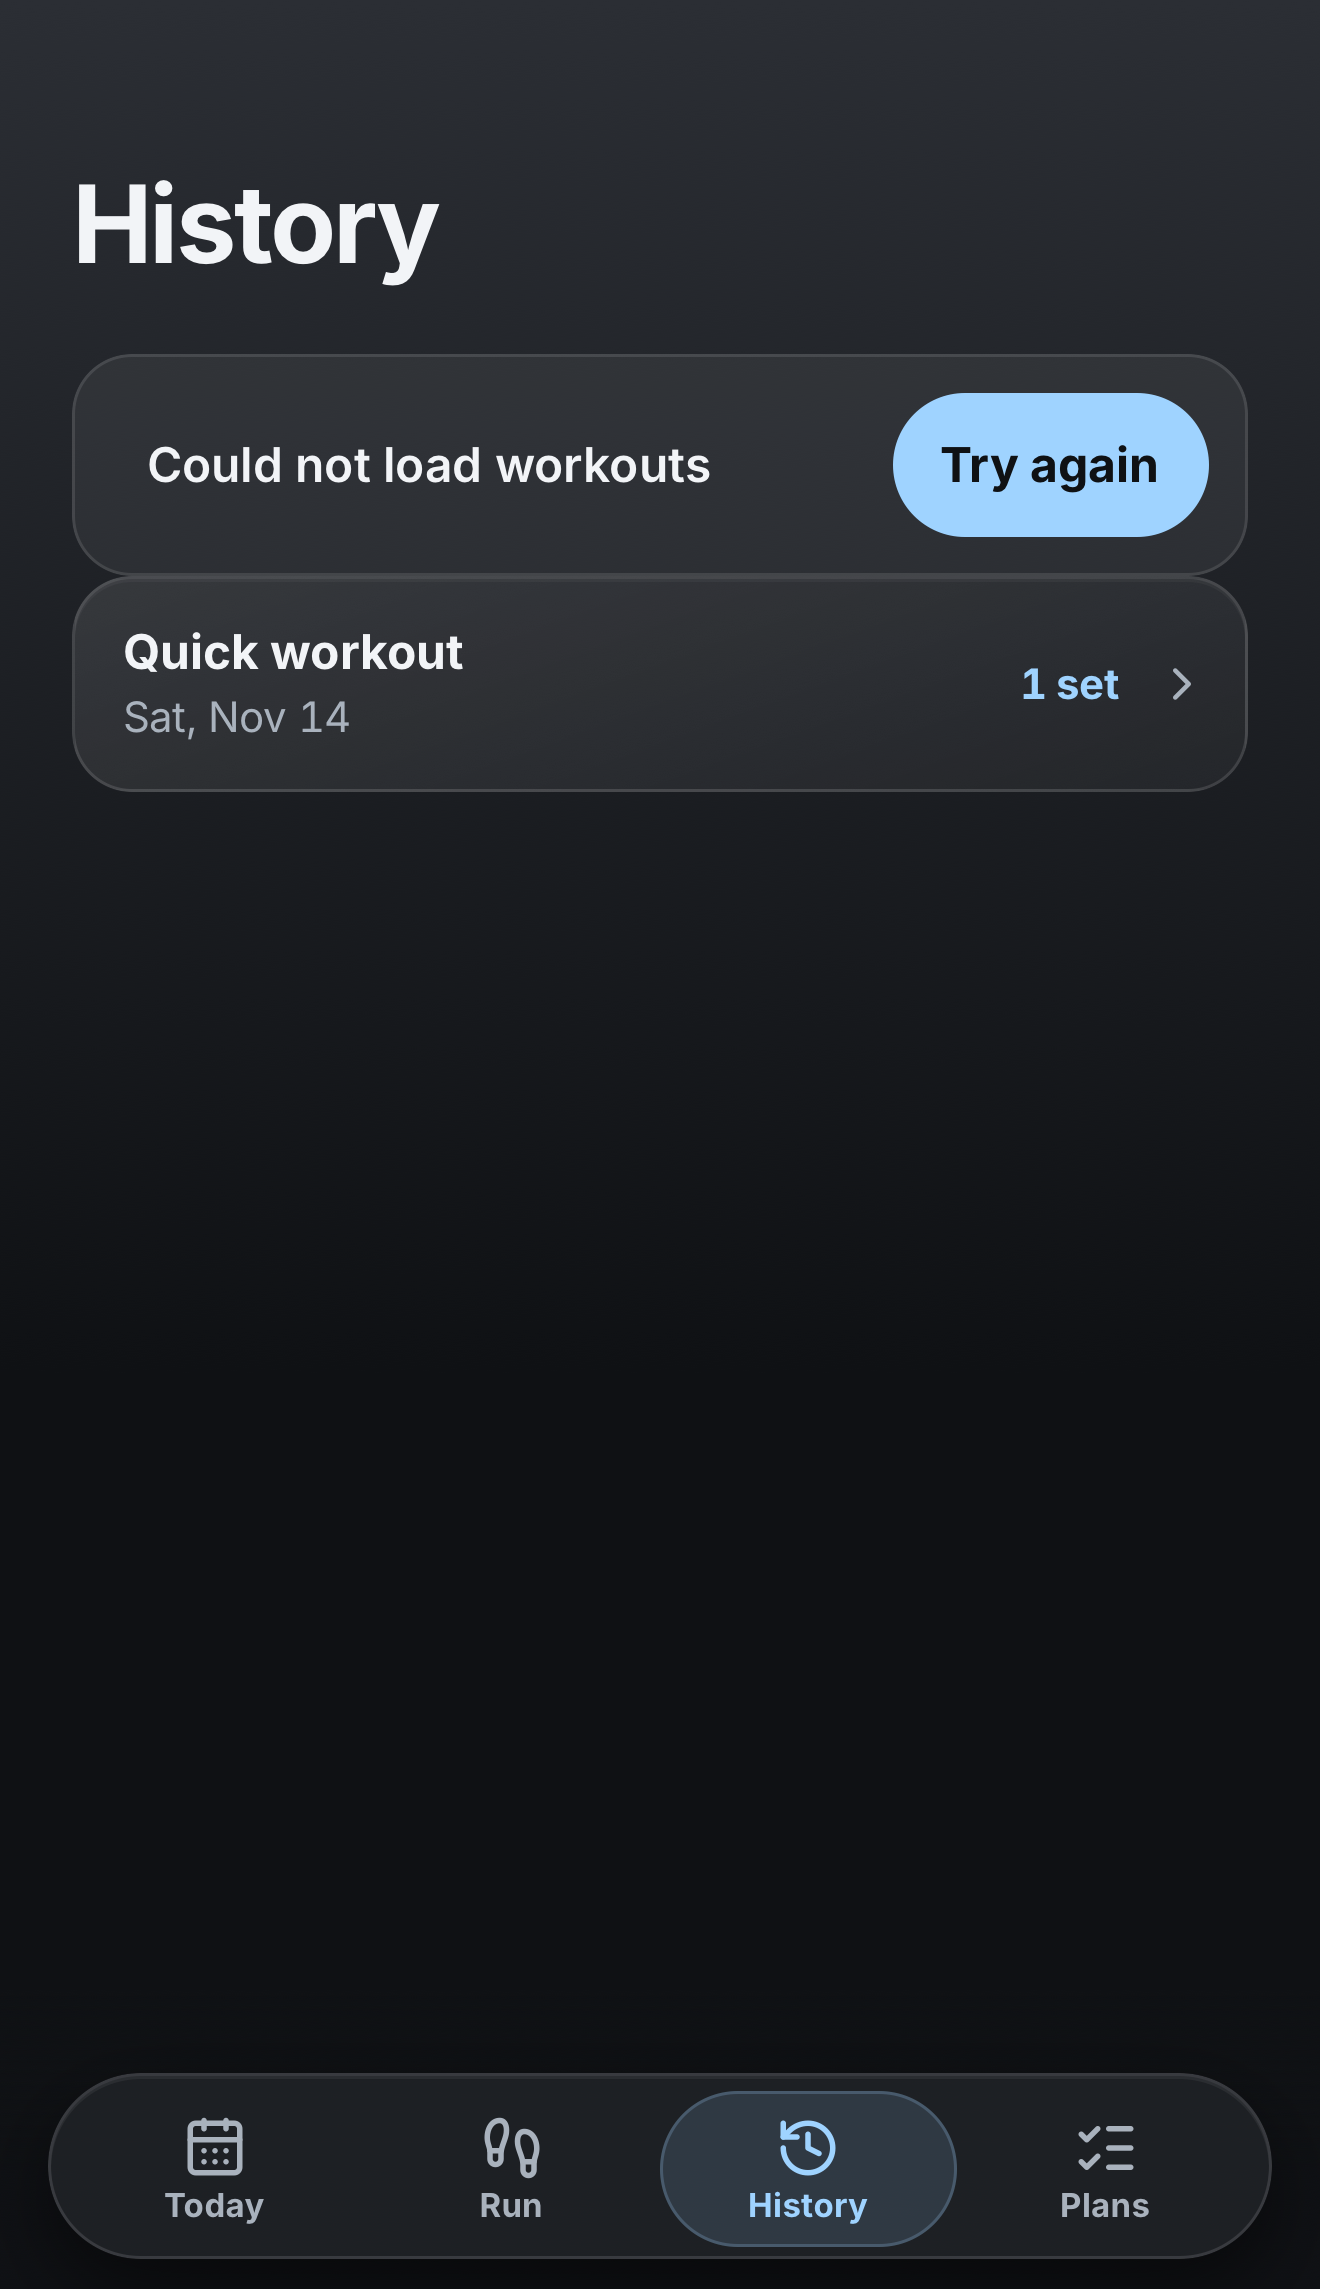 History
Could not load workouts
Try again
Quick workout
Sat, Nov 14
1 set
Today
Run
History
Plans